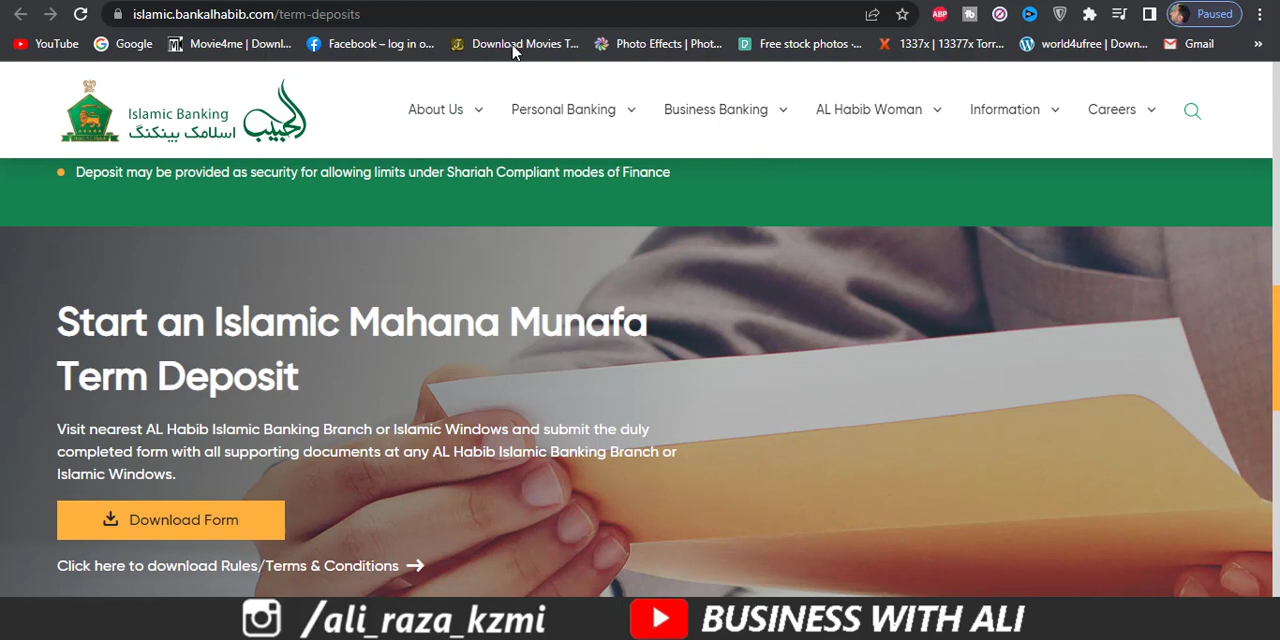 islamic.bankalhabib.com/term-deposits
ABP
Paused
YouTube
Google
Movie4me | Downl...
Facebook – log in o...
Download Movies T...
Photo Effects | Phot...
Free stock photos ·...
1337x | 13377x Torr...
world4ufree | Down...
Gmail
»
Islamic Banking
اسلامک بینکنگ
الحبیب
About Us
Personal Banking
Business Banking
AL Habib Woman
Information
Careers
Deposit may be provided as security for allowing limits under Shariah Compliant modes of Finance
Start an Islamic Mahana Munafa
Term Deposit
Visit nearest AL Habib Islamic Banking Branch or Islamic Windows and submit the duly
completed form with all supporting documents at any AL Habib Islamic Banking Branch or
Islamic Windows.
Download Form
Click here to download Rules/Terms & Conditions →
/ali_raza_kzmi
BUSINESS WITH ALI